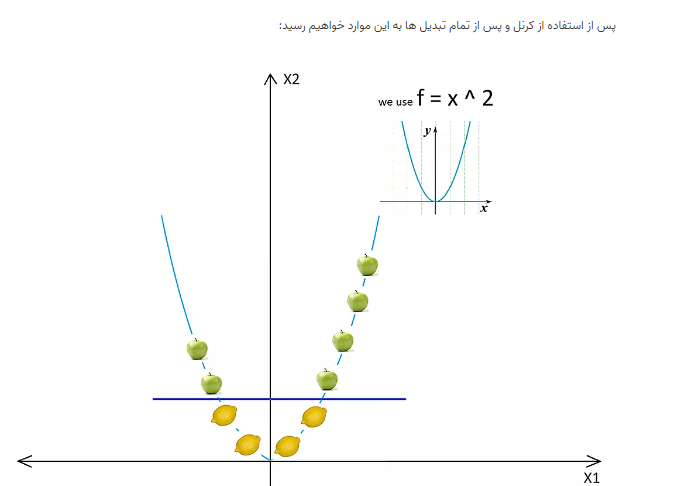 پس از استفاده از کرنل و پس از تمام تبدیل ها به این موارد خواهیم رسید:
X2
we use f = x ^ 2
y
x
X1